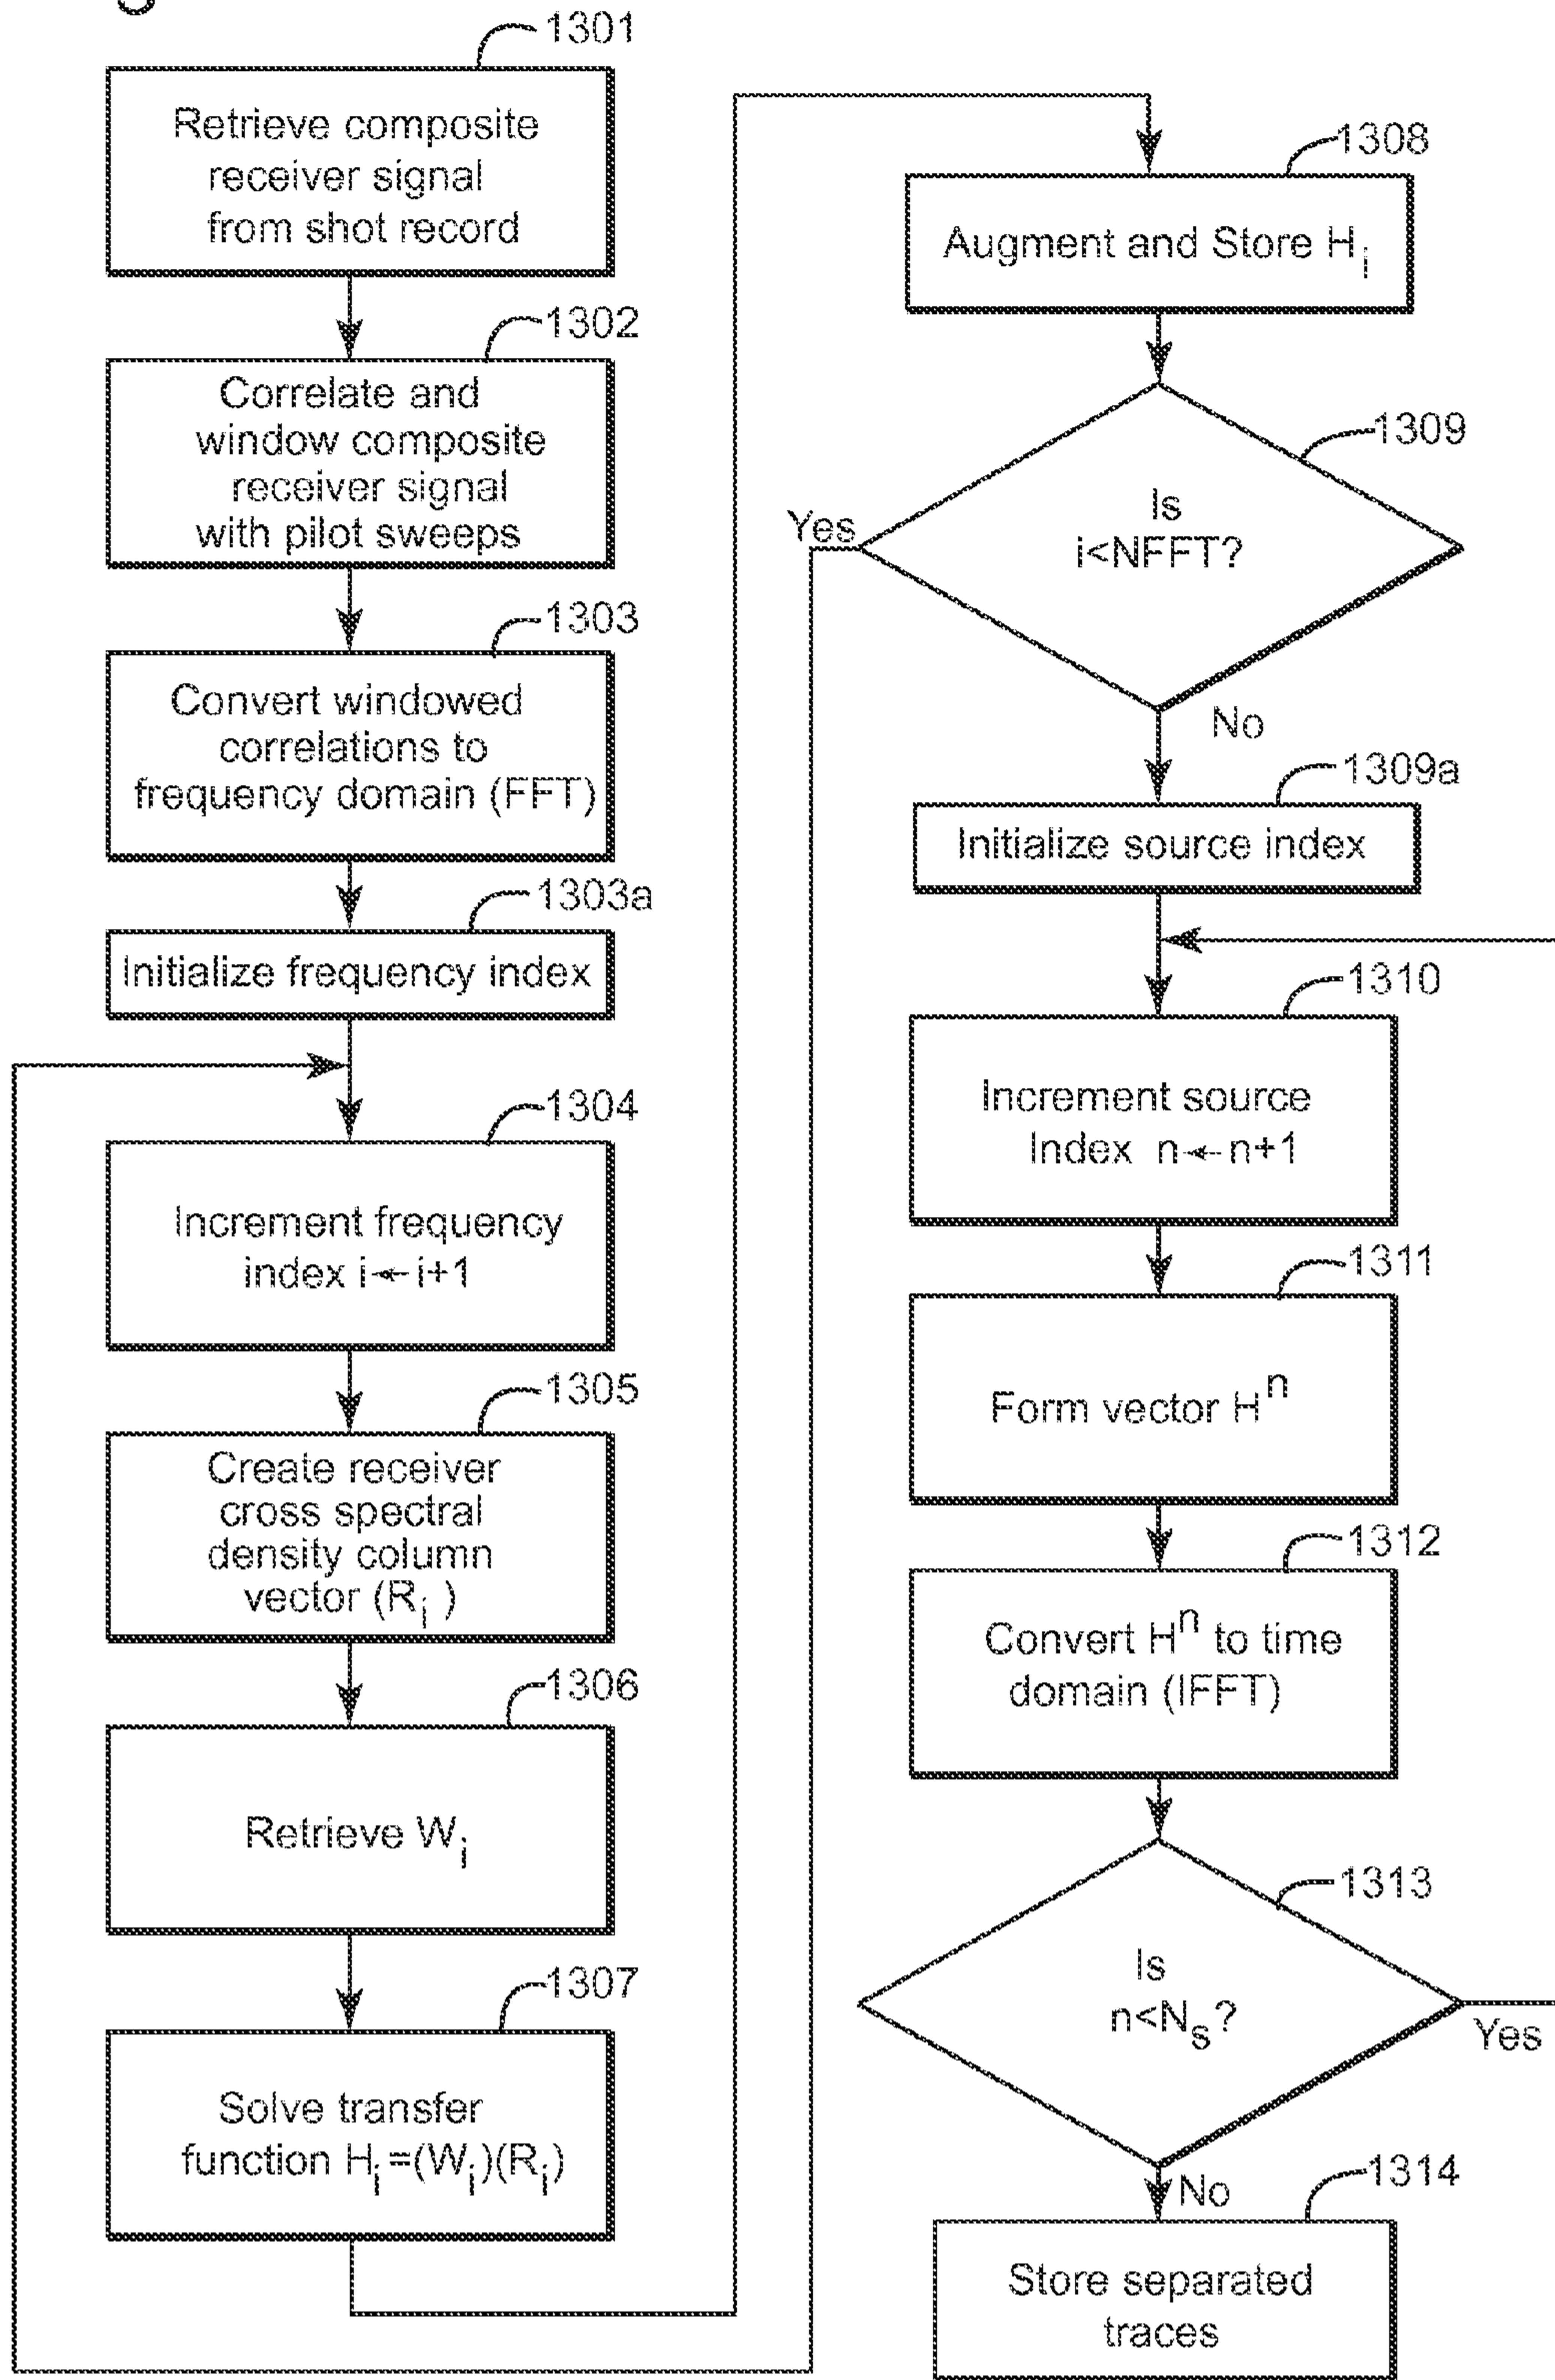 1301
Retrieve composite
receiver signal
from shot record
1302
Correlate and
window composite
receiver signal
with pilot sweeps
1303
Convert windowed
correlations to
frequency domain (FFT)
1303a
Initialize frequency index
1304
Increment frequency
index i←i+1
1305
Create receiver
cross spectral
density column
vector (Rᵢ)
1306
Retrieve Wᵢ
1307
Solve transfer
function Hᵢ=(Wᵢ)(Rᵢ)
1308
Augment and Store Hᵢ
1309
Is
i<NFFT?
Yes
No
1309a
Initialize source index
1310
Increment source
Index n←n+1
1311
Form vector Hⁿ
1312
Convert Hⁿ to time
domain (IFFT)
1313
Is
n<Nₛ?
Yes
No
1314
Store separated
traces